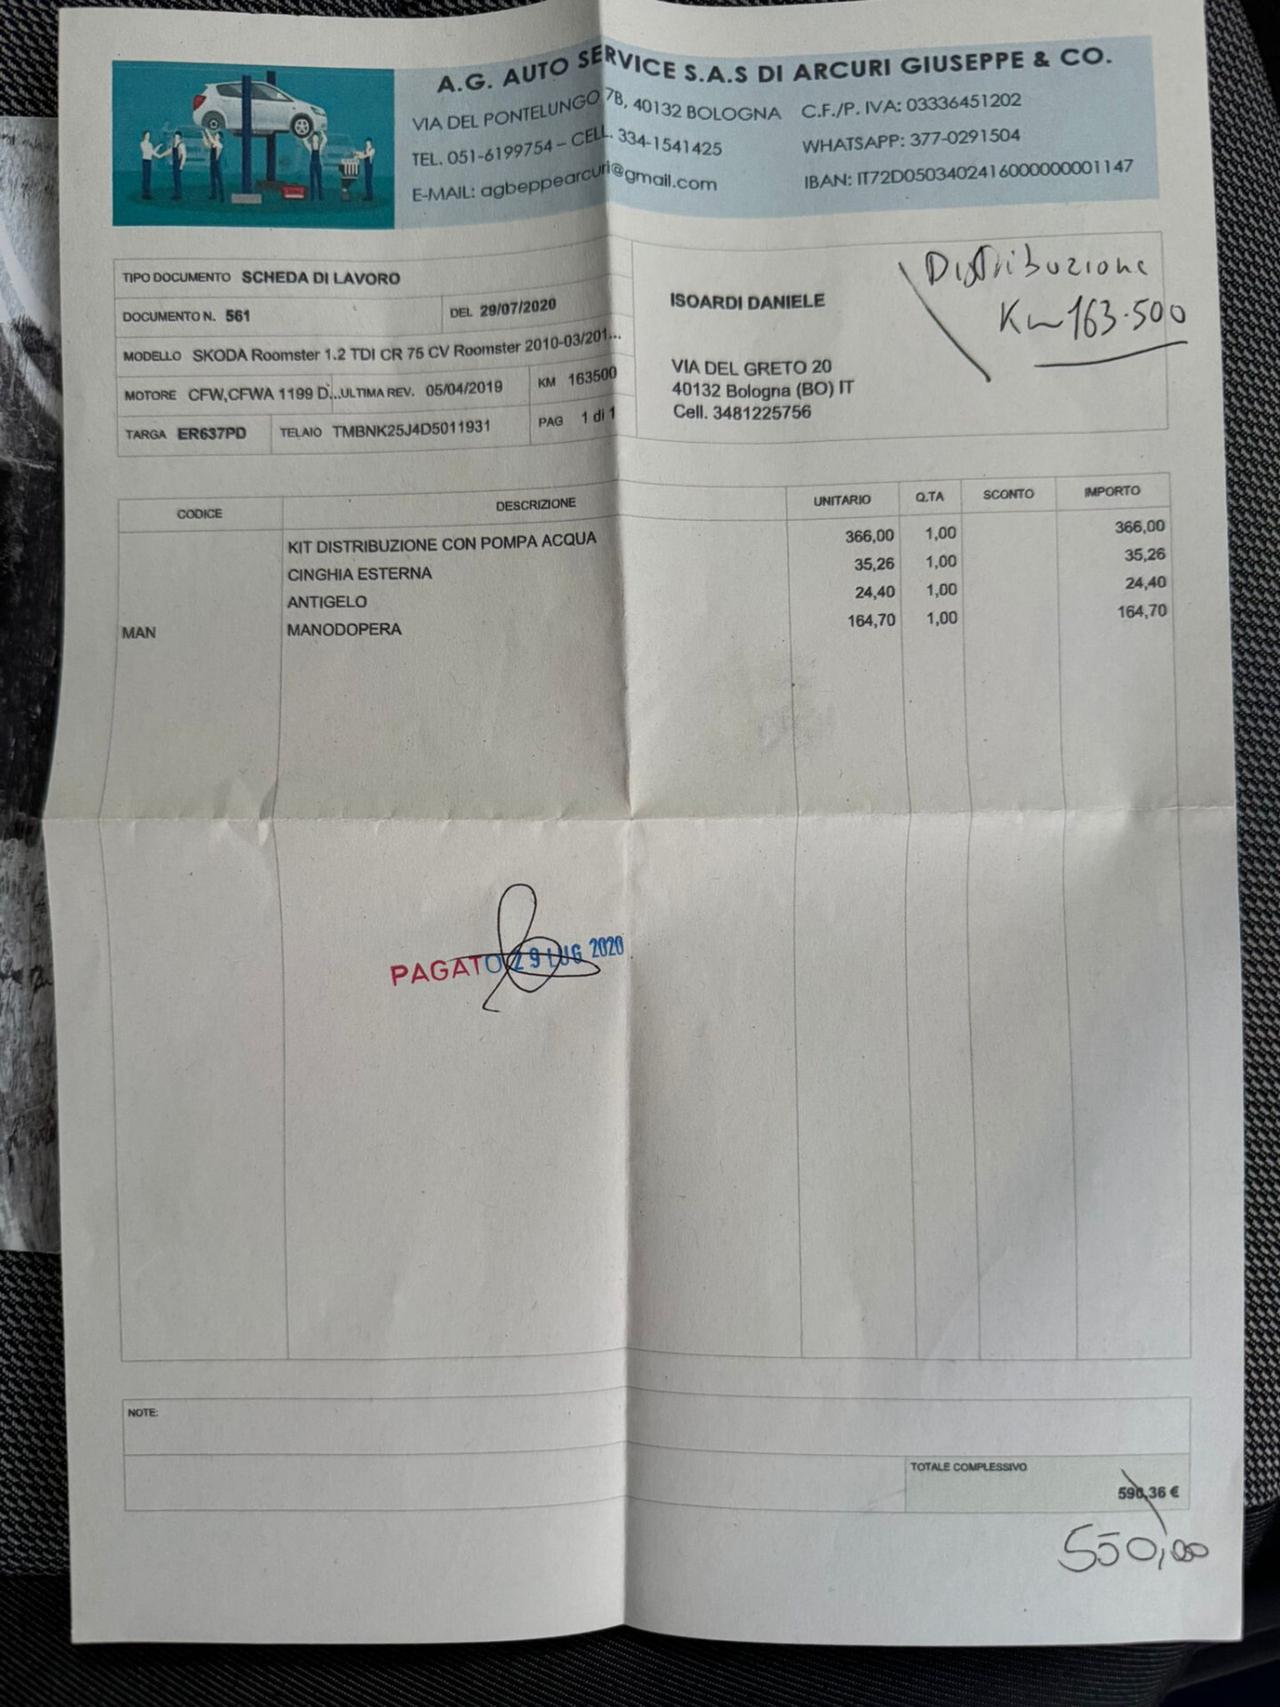 A.G. AUTO SERVICE S.A.S DI ARCURI GIUSEPPE & CO.
VIA DEL PONTELUNGO 7B, 40132 BOLOGNA C.F./P. IVA: 03336451202
TEL. 051-6199754 – CELL. 334-1541425 WHATSAPP: 377-0291504
E-MAIL: agbeppearcuri@gmail.com IBAN: IT72D0503402416000000001147
TIPO DOCUMENTO SCHEDA DI LAVORO
DOCUMENTO N. 561 DEL 29/07/2020
MODELLO SKODA Roomster 1.2 TDI CR 75 CV Roomster 2010-03/201...
MOTORE CFW,CFWA 1199 D... ULTIMA REV. 05/04/2019 KM 163500
TARGA ER637PD TELAIO TMBNK25J4D5011931 PAG 1 di 1
ISOARDI DANIELE
VIA DEL GRETO 20
40132 Bologna (BO) IT
Cell. 3481225756
Distribuzione
Km 163.500
CODICE DESCRIZIONE UNITARIO Q.TA SCONTO IMPORTO
KIT DISTRIBUZIONE CON POMPA ACQUA 366,00 1,00 366,00
CINGHIA ESTERNA 35,26 1,00 35,26
ANTIGELO 24,40 1,00 24,40
MAN MANODOPERA 164,70 1,00 164,70
PAGATO 29 LUG 2020
NOTE:
TOTALE COMPLESSIVO
590,36 €
550,00